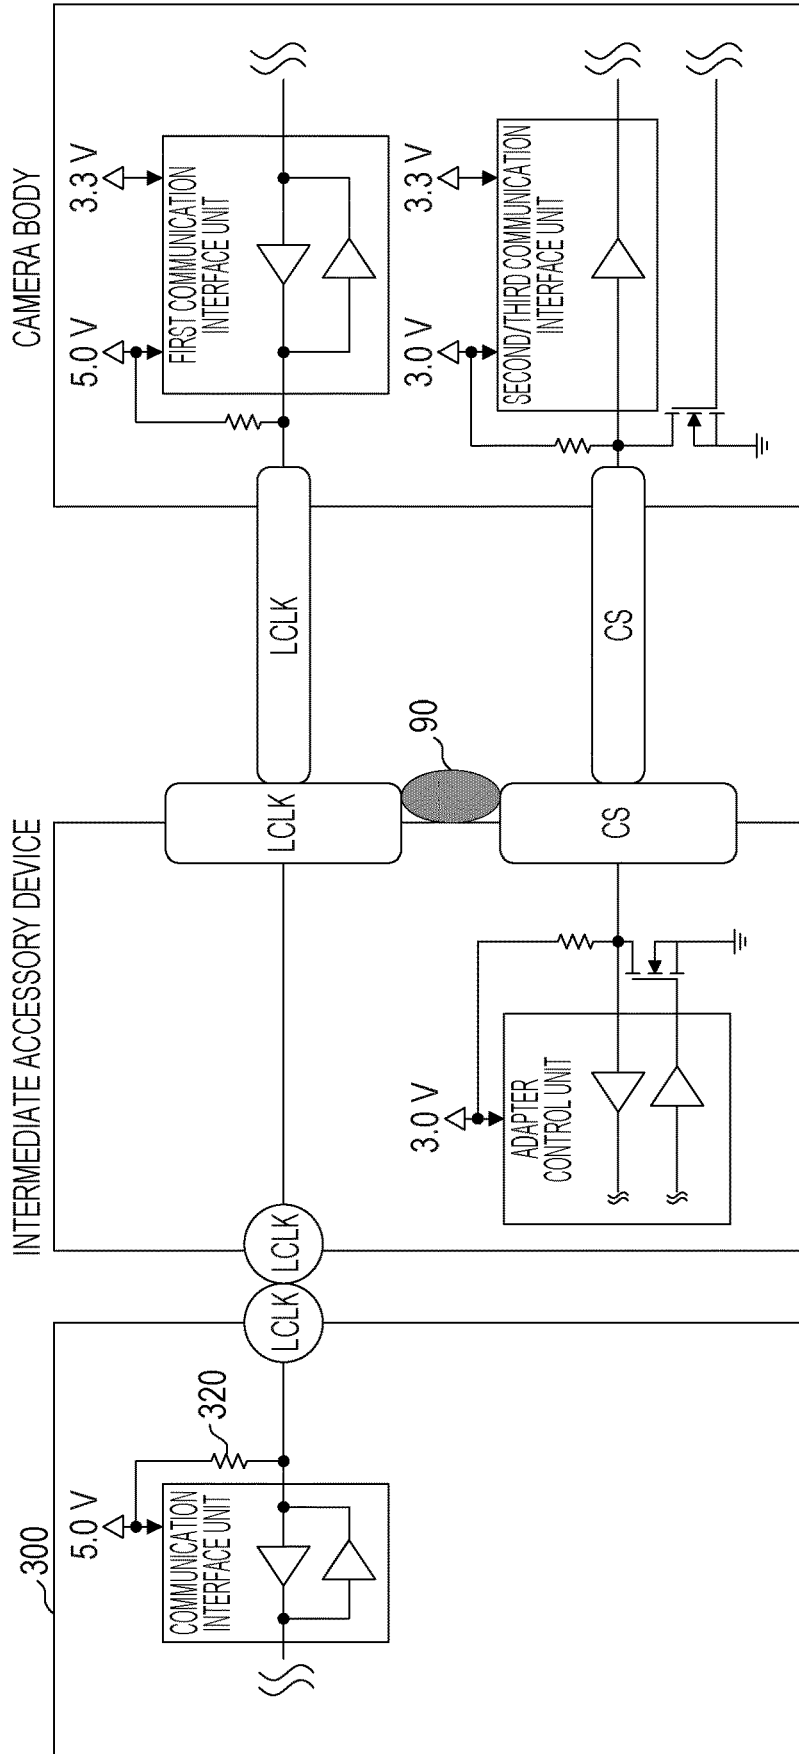 300
5.0 V
COMMUNICATION
INTERFACE UNIT
320
LCLK
INTERMEDIATE ACCESSORY DEVICE
LCLK
3.0 V
ADAPTER
CONTROL UNIT
LCLK
90
CS
CAMERA BODY
LCLK
CS
5.0 V
3.3 V
FIRST COMMUNICATION
INTERFACE UNIT
3.0 V
3.3 V
SECOND/THIRD COMMUNICATION
INTERFACE UNIT